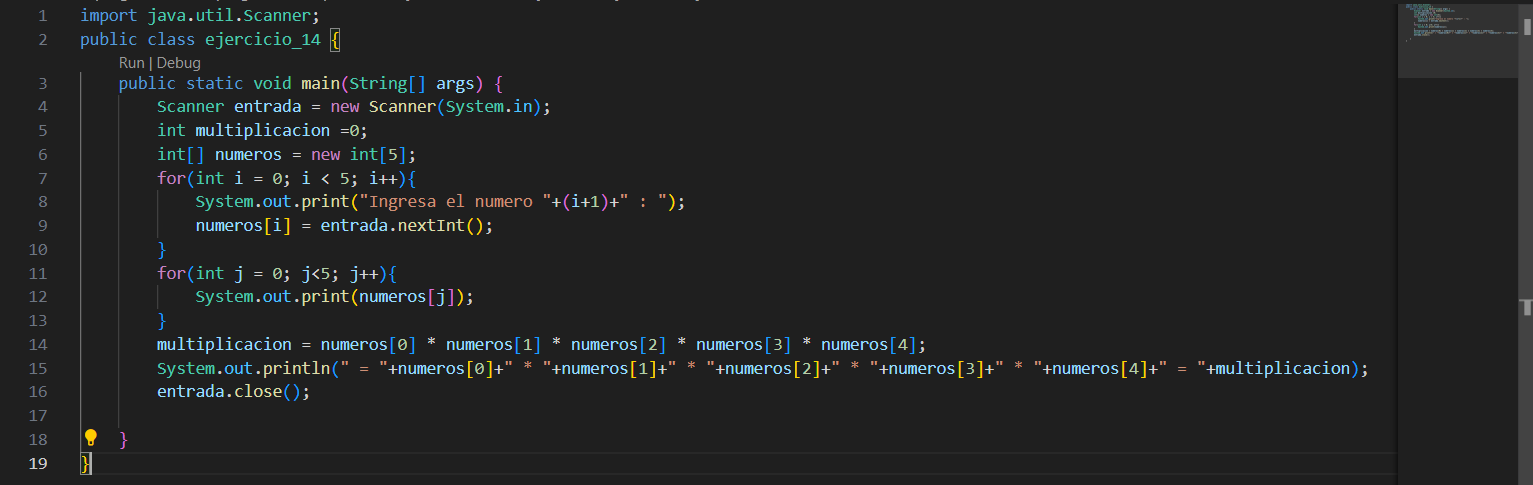 1 import java.util.Scanner;
2 public class ejercicio_14 {
Run | Debug
3 public static void main(String[] args) {
4 Scanner entrada = new Scanner(System.in);
5 int multiplicacion =0;
6 int[] numeros = new int[5];
7 for(int i = 0; i < 5; i++){
8 System.out.print("Ingresa el numero "+(i+1)+" : ");
9 numeros[i] = entrada.nextInt();
10 }
11 for(int j = 0; j<5; j++){
12 System.out.print(numeros[j]);
13 }
14 multiplicacion = numeros[0] * numeros[1] * numeros[2] * numeros[3] * numeros[4];
15 System.out.println(" = "+numeros[0]+" * "+numeros[1]+" * "+numeros[2]+" * "+numeros[3]+" * "+numeros[4]+" = "+multiplicacion);
16 entrada.close();
17
18 }
19 }